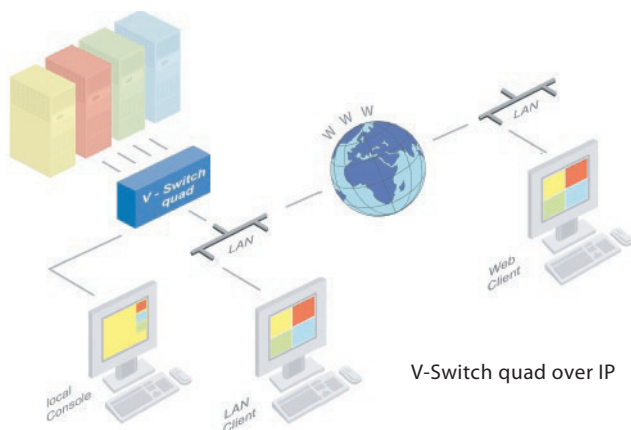 W W W
LAN
V - Switch
quad
LAN
Web
Client
local
Console
LAN
Client
V-Switch quad over IP